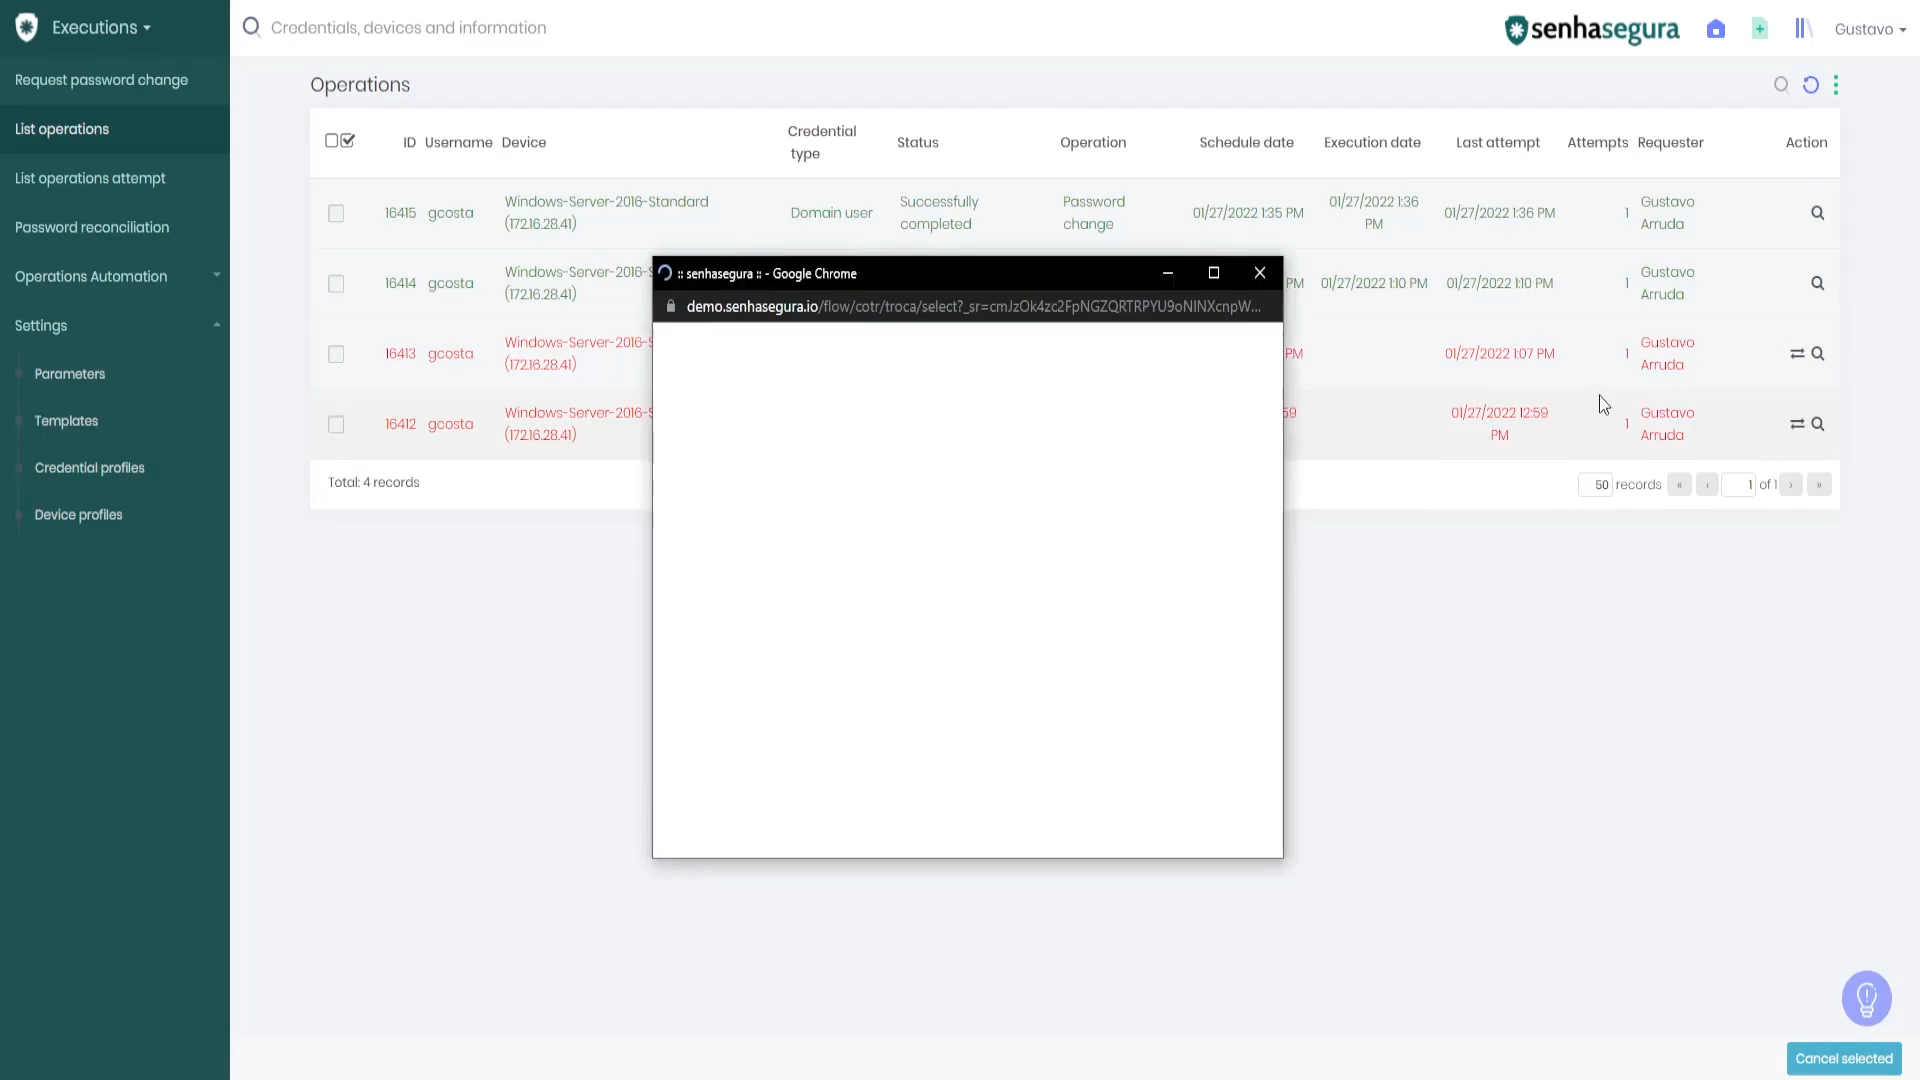 Executions
Credentials, devices and information
senhasegura
Gustavo
Request password change
List operations
List operations attempt
Password reconciliation
Operations Automation
Settings
Parameters
Templates
Credential profiles
Device profiles
Operations
ID Username Device Credential type Status Operation Schedule date Execution date Last attempt Attempts Requester Action
16415 gcosta Windows-Server-2016-Standard (172.16.28.41) Domain user Successfully completed Password change 01/27/2022 1:35 PM 01/27/2022 1:36 PM 01/27/2022 1:36 PM 1 Gustavo Arruda
16414 gcosta Windows-Server-2016-S (172.16.28.41) PM 01/27/2022 1:10 PM 01/27/2022 1:10 PM 1 Gustavo Arruda
16413 gcosta Windows-Server-2016-S (172.16.28.41) PM 01/27/2022 1:07 PM 1 Gustavo Arruda
16412 gcosta Windows-Server-2016-S (172.16.28.41) 59 01/27/2022 12:59 PM 1 Gustavo Arruda
Total: 4 records
50 records « ‹ 1 of 1 › »
:: senhasegura :: - Google Chrome
demo.senhasegura.io/flow/cotr/troca/select?_sr=cmJzOk4zc2FpNGZQRTRPYU9oNlNXcnpW...
Cancel selected